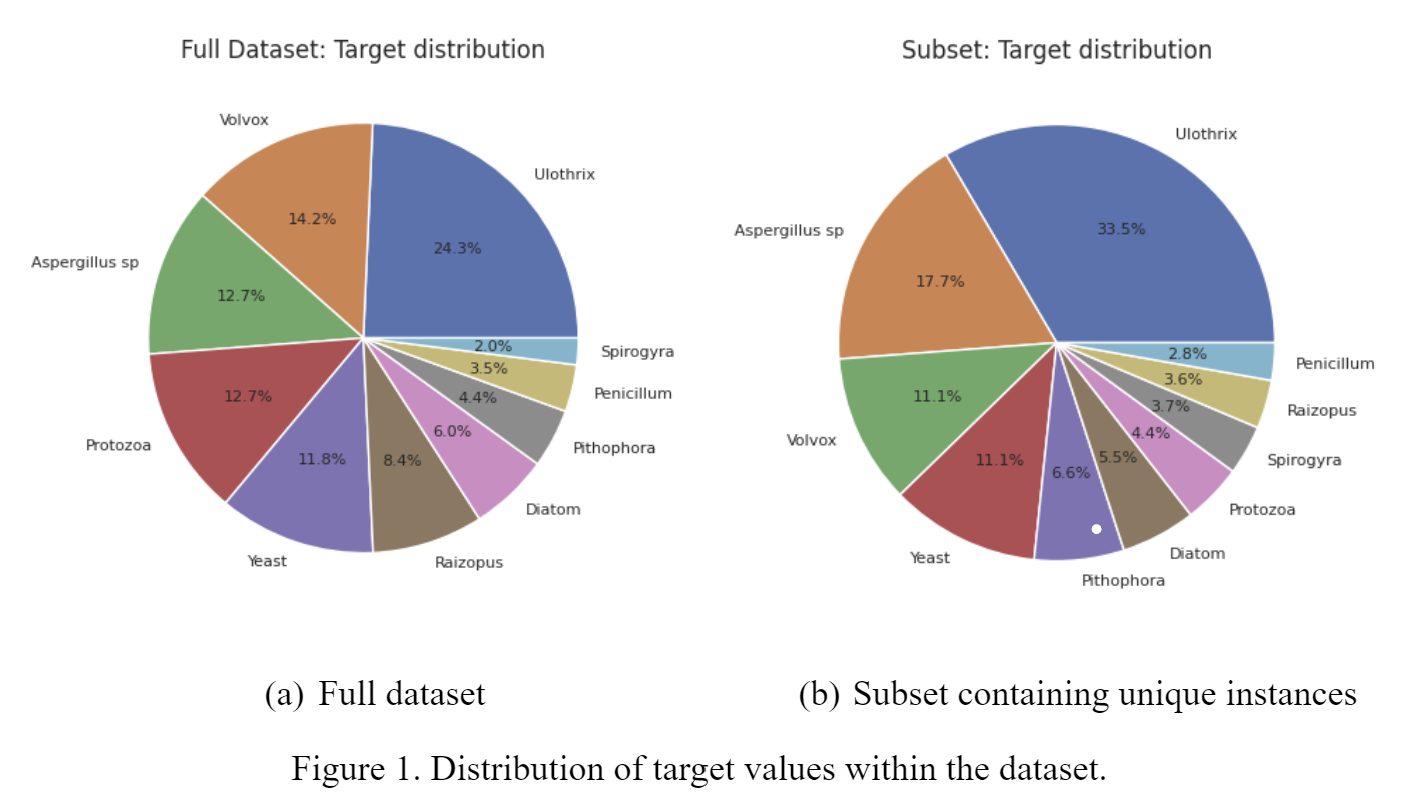 Full Dataset: Target distribution
Volvox
Ulothrix
14.2%
24.3%
Aspergillus sp
12.7%
2.0%
Spirogyra
3.5%
Penicillum
12.7%
4.4%
Protozoa
6.0%
Pithophora
11.8%
8.4%
Diatom
Yeast
Raizopus
(a) Full dataset
Subset: Target distribution
Ulothrix
33.5%
Aspergillus sp
17.7%
2.8%
Penicillum
3.6%
Raizopus
11.1%
3.7%
Volvox
4.4%
Spirogyra
11.1%
5.5%
6.6%
Protozoa
Yeast
Diatom
Pithophora
(b) Subset containing unique instances
Figure 1. Distribution of target values within the dataset.